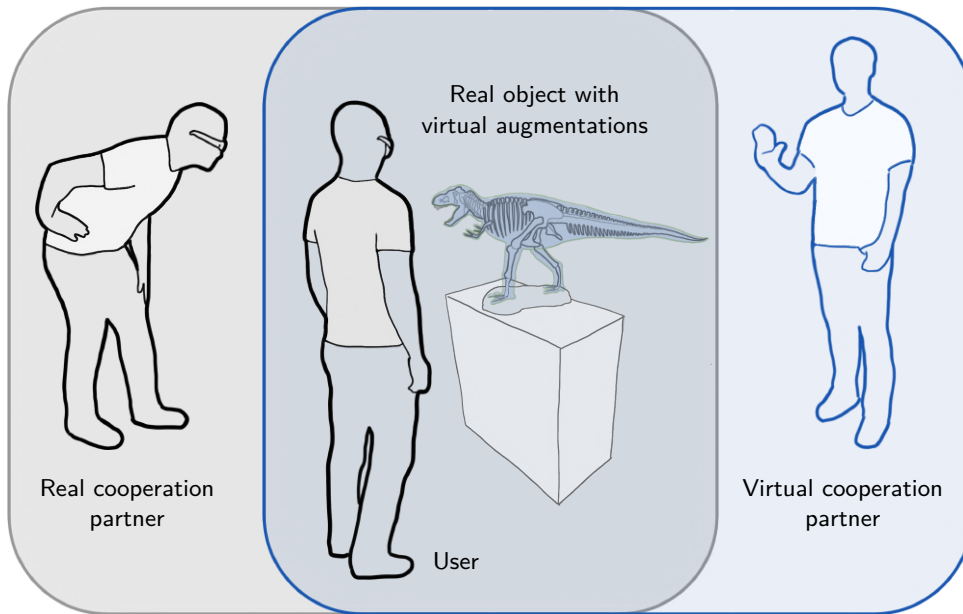 Real object with
virtual augmentations
Real cooperation
partner
Virtual cooperation
partner
User